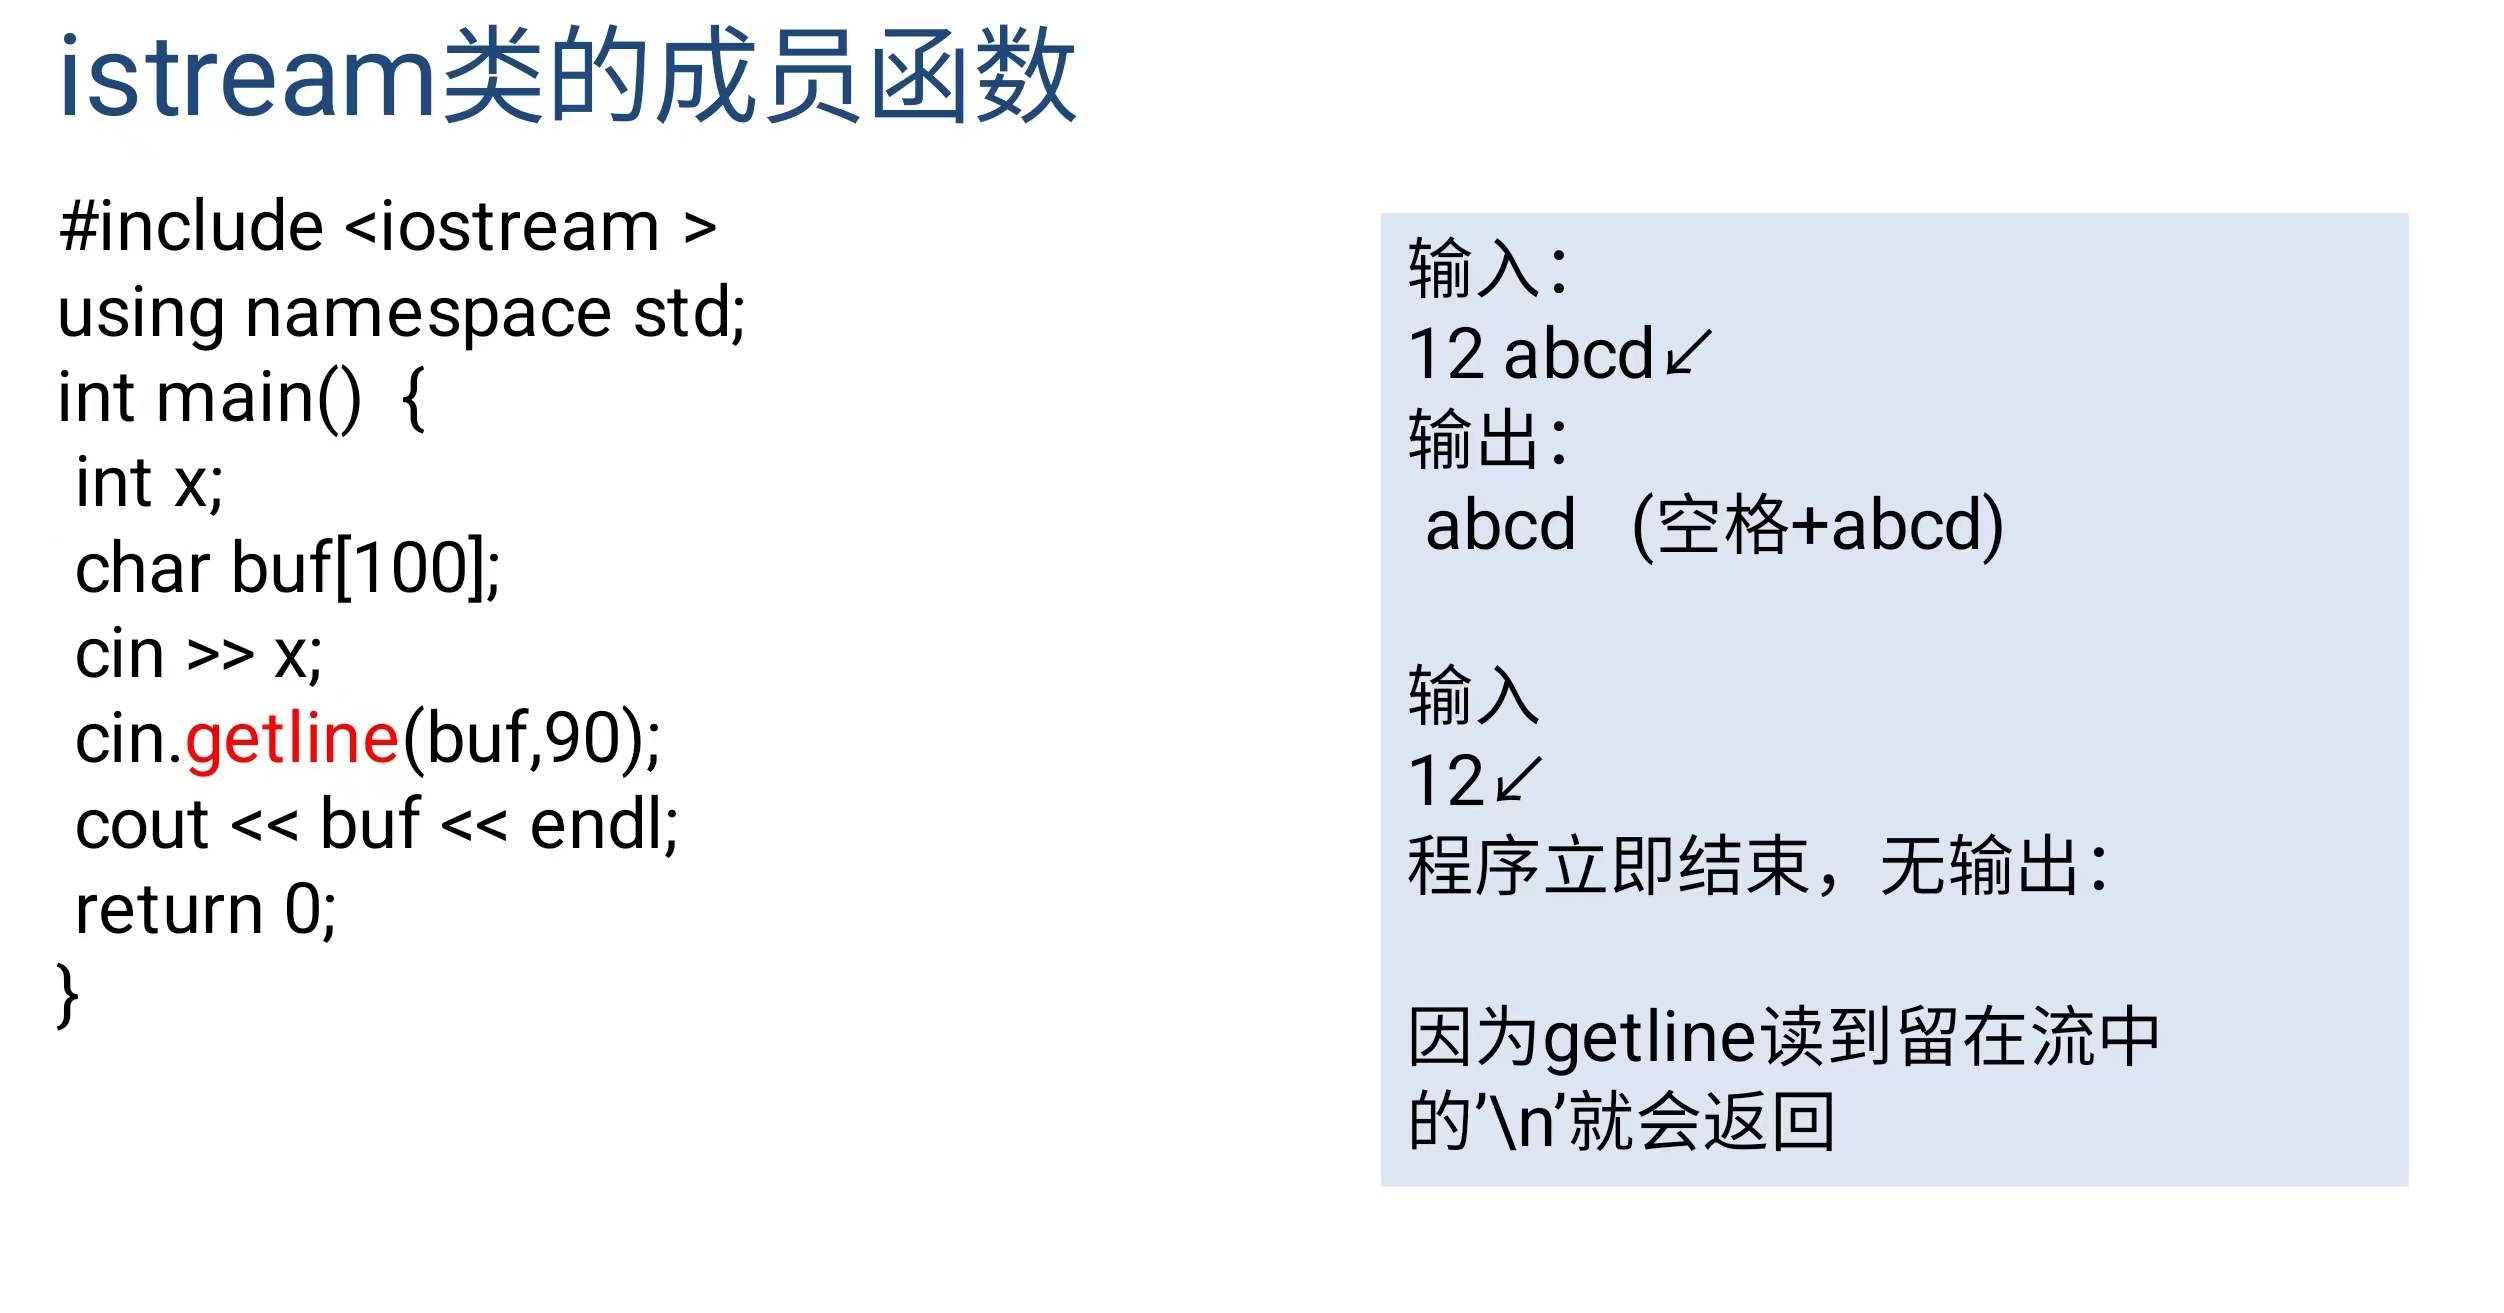 istream类的成员函数
#include <iostream >
using namespace std;
int main()  {
 int x;
 char buf[100];
 cin >> x;
 cin.getline(buf,90);
 cout << buf << endl;
 return 0;
}
输入：
12 abcd↙
输出：
 abcd   (空格+abcd)
输入
12↙
程序立即结束，无输出：
因为getline读到留在流中
的’\n’就会返回